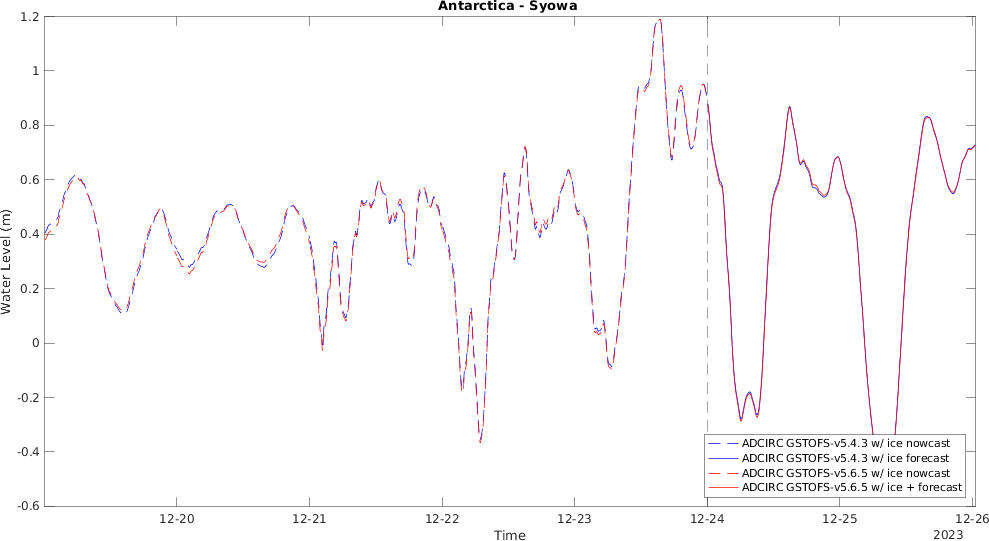 Antarctica - Syowa
1.2
1
0.8
0.6
0.4
0.2
0
-0.2
-0.4
-0.6
Water Level (m)
ADCIRC GSTOFS-v5.4.3 w/ ice nowcast
ADCIRC GSTOFS-v5.4.3 w/ ice forecast
ADCIRC GSTOFS-v5.6.5 w/ ice nowcast
ADCIRC GSTOFS-v5.6.5 w/ ice + forecast
12-20 12-21 12-22 12-23 12-24 12-25 12-26
Time
2023